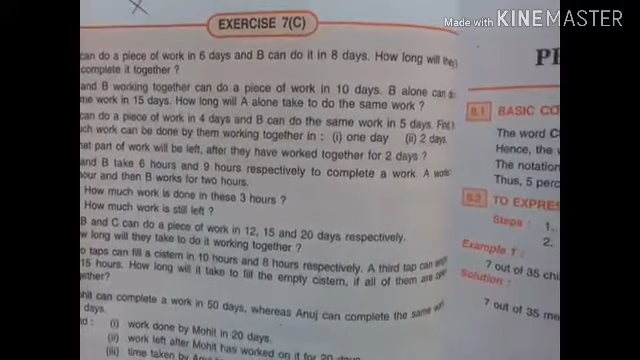 EXERCISE 7(C)
Made with KINEMASTER
can do a piece of work in 6 days and B can do it in 8 days. How long will they
complete it together ?
and B working together can do a piece of work in 10 days. B alone can do
me work in 15 days. How long will A alone take to do the same work ?
can do a piece of work in 4 days and B can do the same work in 5 days. Find
uch work can be done by them working together in : (i) one day (ii) 2 days.
at part of work will be left, after they have worked together for 2 days ?
and B take 6 hours and 9 hours respectively to complete a work. A works
our and then B works for two hours.
How much work is done in these 3 hours ?
How much work is still left ?
B and C can do a piece of work in 12, 15 and 20 days respectively.
w long will they take to do it working together ?
o taps can fill a cistern in 10 hours and 8 hours respectively. A third tap can
15 hours. How long will it take to fill the empty cistern, if all of them are
gether?
hit can complete a work in 50 days, whereas Anuj can complete the same
days.
nd : (i) work done by Mohit in 20 days.
(ii) work left after Mohit has worked on it for 20 days
(iii) time taken by
PE
8.1 BASIC CO
The word
Hence, the
The notation
Thus, 5 perc
8.2 TO EXPRES
Steps : 1.
2.
Example 1 :
7 out of 35 chi
Solution :
7 out of 35 me